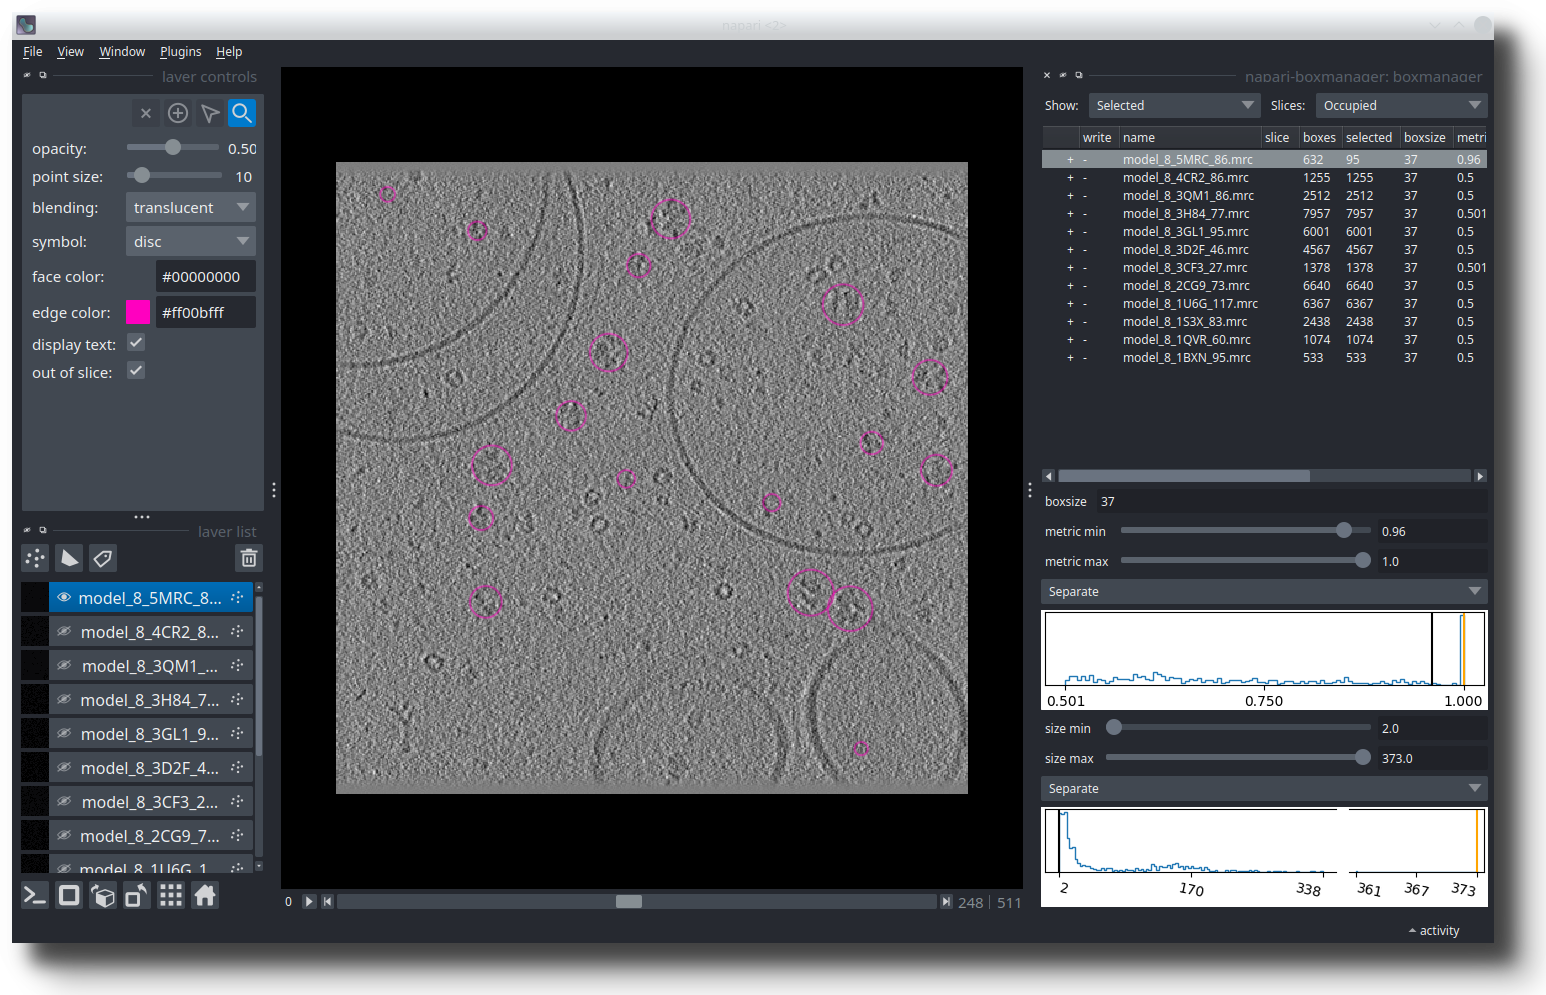 napari <2>
File View Window Plugins Help
layer controls
opacity: 0.50
point size: 10
blending: translucent
symbol: disc
face color: #00000000
edge color: #ff00bfff
display text:
out of slice:
layer list
model_8_5MRC_8...
model_8_4CR2_8...
model_8_3QM1_...
model_8_3H84_7...
model_8_3GL1_9...
model_8_3D2F_4...
model_8_3CF3_2...
model_8_2CG9_7...
model_8_1U6G_1
0 248 | 511
napari-boxmanager: boxmanager
Show: Selected Slices: Occupied
write name slice boxes selected boxsize metri
+ - model_8_5MRC_86.mrc 632 95 37 0.96
+ - model_8_4CR2_86.mrc 1255 1255 37 0.5
+ - model_8_3QM1_86.mrc 2512 2512 37 0.5
+ - model_8_3H84_77.mrc 7957 7957 37 0.501
+ - model_8_3GL1_95.mrc 6001 6001 37 0.5
+ - model_8_3D2F_46.mrc 4567 4567 37 0.5
+ - model_8_3CF3_27.mrc 1378 1378 37 0.501
+ - model_8_2CG9_73.mrc 6640 6640 37 0.5
+ - model_8_1U6G_117.mrc 6367 6367 37 0.5
+ - model_8_1S3X_83.mrc 2438 2438 37 0.5
+ - model_8_1QVR_60.mrc 1074 1074 37 0.5
+ - model_8_1BXN_95.mrc 533 533 37 0.5
boxsize 37
metric min 0.96
metric max 1.0
Separate
0.501 0.750 1.000
size min 2.0
size max 373.0
Separate
2 170 338 361 367 373
activity